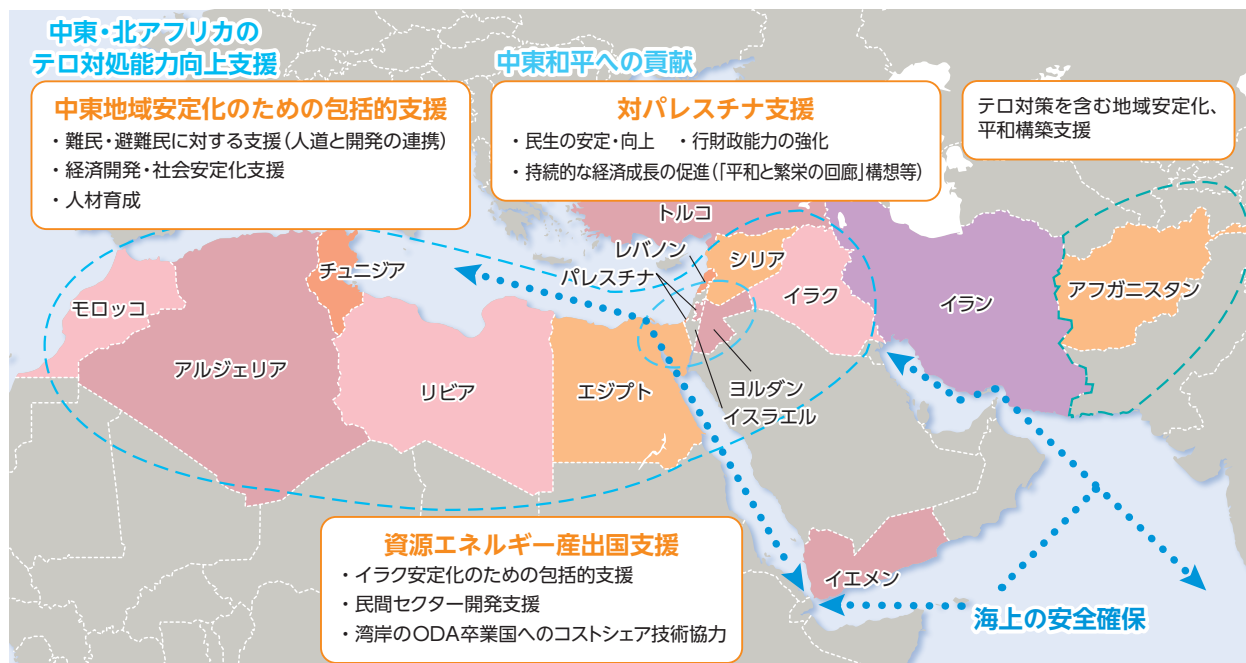 中東・北アフリカの
テロ対処能力向上支援
中東地域安定化のための包括的支援
・難民・避難民に対する支援(人道と開発の連携)
・経済開発・社会安定化支援
・人材育成
中東和平への貢献
対パレスチナ支援
・民生の安定・向上 ・行財政能力の強化
・持続的な経済成長の促進(「平和と繁栄の回廊」構想等)
テロ対策を含む地域安定化、
平和構築支援
トルコ
レバノン
シリア
パレスチナ
チュニジア
モロッコ
イラク
イラン
アフガニスタン
アルジェリア
リビア
エジプト
ヨルダン
イスラエル
資源エネルギー産出国支援
・イラク安定化のための包括的支援
・民間セクター開発支援
・湾岸のODA卒業国へのコストシェア技術協力
イエメン
海上の安全確保